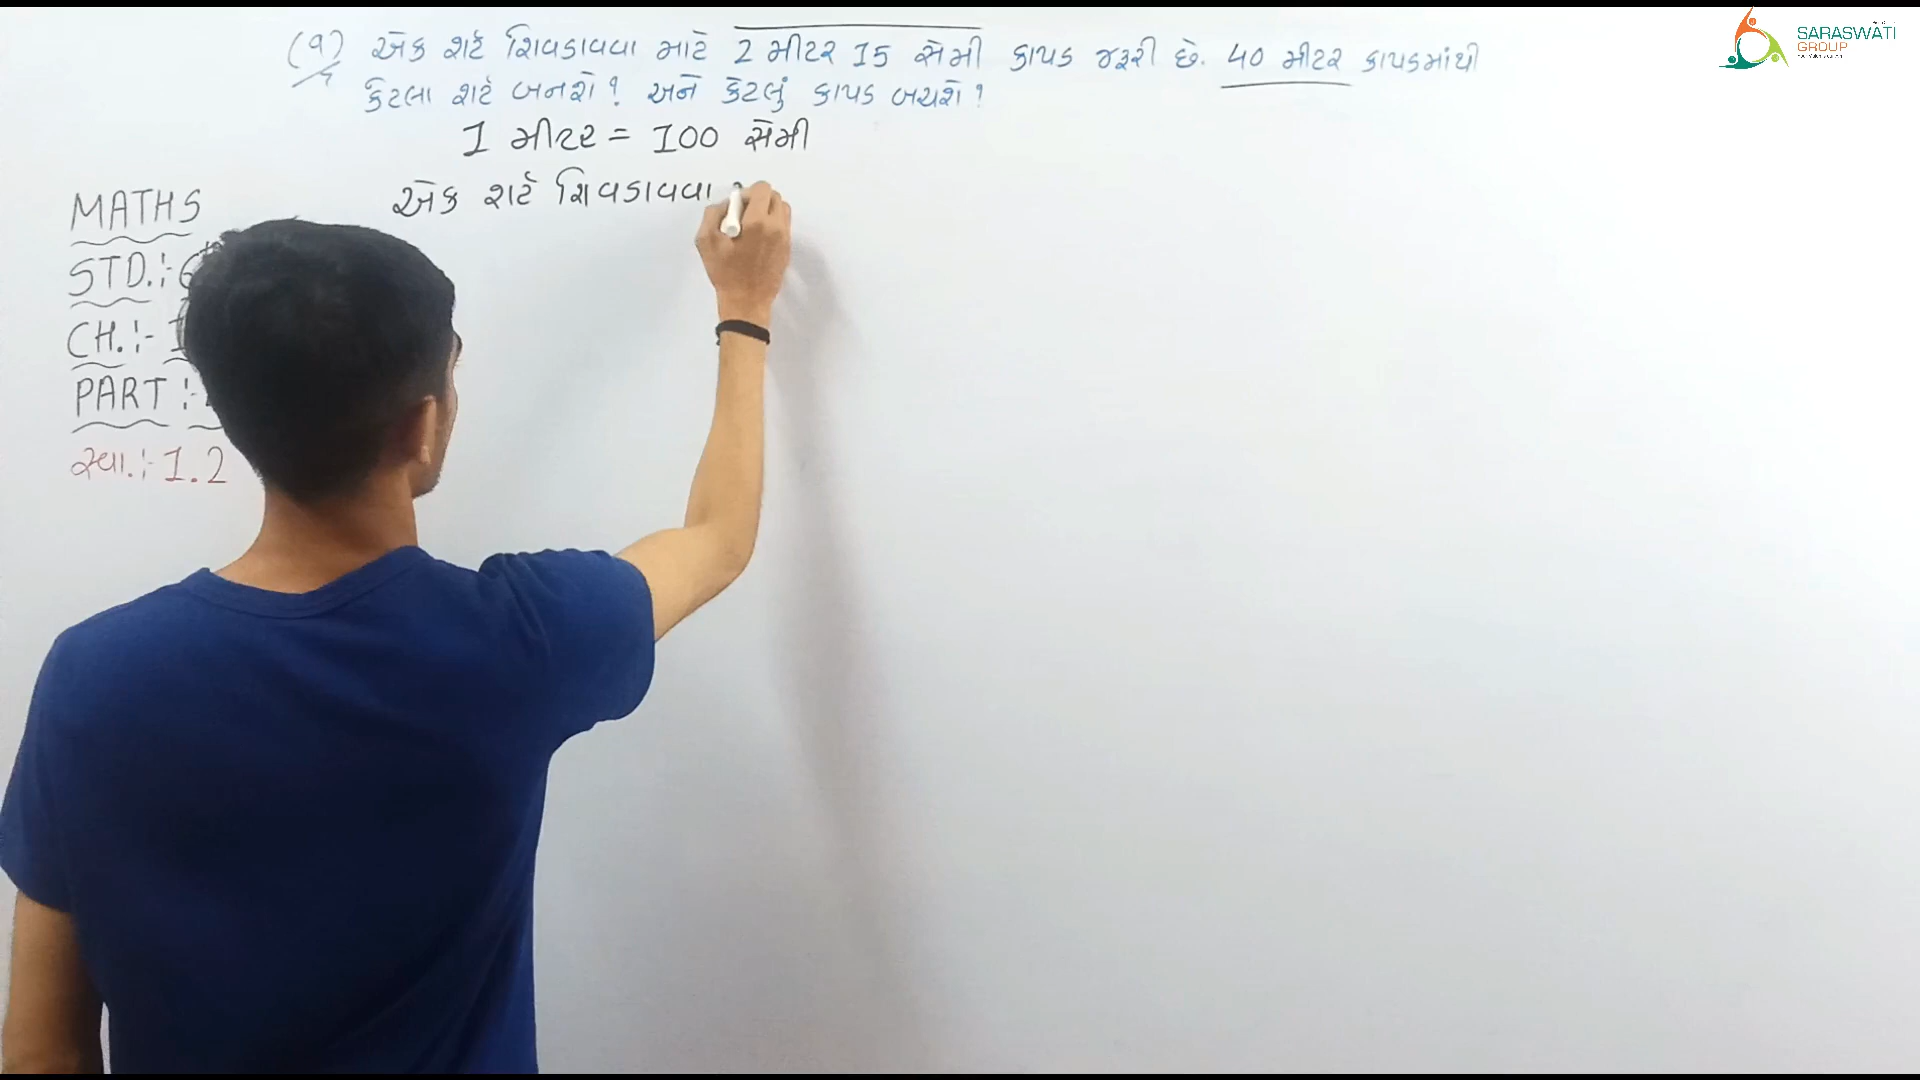 (૧) એક શર્ટ શિવડાવવા માટે 2 મીટર 15 સેમી કાપડ જરૂરી છે. 40 મીટર કાપડમાંથી
કેટલા શર્ટ બનશે? અને કેટલું કાપડ બચશે?
1 મીટર = 100 સેમી
એક શર્ટ શિવડાવવા
MATHS
STD.:-
CH.:-
PART :-
સ્વા.:- 1.2
SARASWATI
GROUP